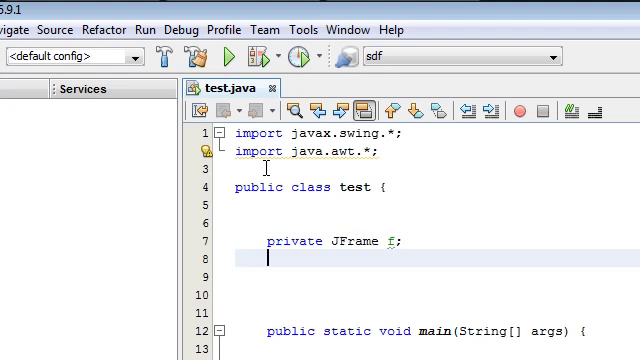 5.9.1
vigate Source Refactor Run Debug Profile Team Tools Window Help
<default config> sdf
Services
test.java
1 import javax.swing.*;
import java.awt.*;
3
4 public class test {
5
6
7 private JFrame f;
8
9
10
11
12 public static void main(String[] args) {
13